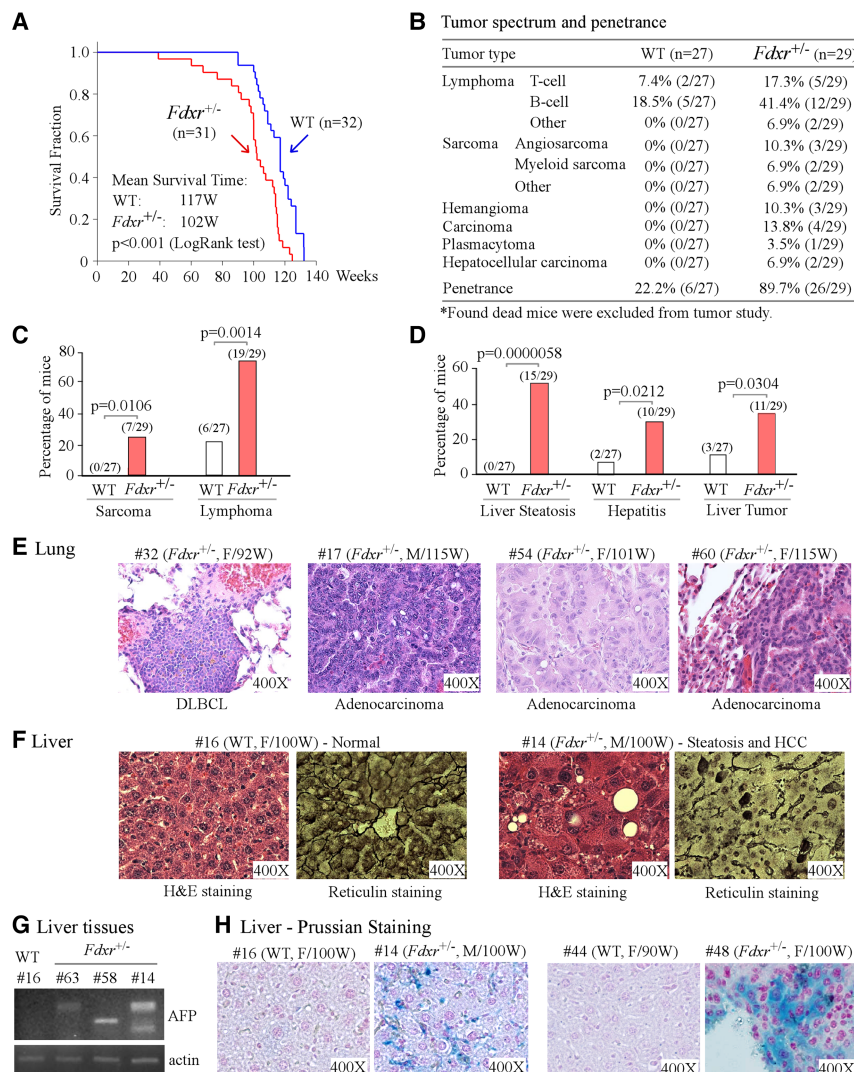 A
1.0
0.8
0.6
0.4
0.2
0
Survival Fraction
Fdxr+/-
(n=31)
WT (n=32)
Mean Survival Time:
WT: 117W
Fdxr+/-: 102W
p<0.001 (LogRank test)
0 20 40 60 80 100 120 140 Weeks
B Tumor spectrum and penetrance
Tumor type WT (n=27) Fdxr+/- (n=29)
Lymphoma T-cell 7.4% (2/27) 17.3% (5/29)
B-cell 18.5% (5/27) 41.4% (12/29)
Other 0% (0/27) 6.9% (2/29)
Sarcoma Angiosarcoma 0% (0/27) 10.3% (3/29)
Myeloid sarcoma 0% (0/27) 6.9% (2/29)
Other 0% (0/27) 6.9% (2/29)
Hemangioma 0% (0/27) 10.3% (3/29)
Carcinoma 0% (0/27) 13.8% (4/29)
Plasmacytoma 0% (0/27) 3.5% (1/29)
Hepatocellular carcinoma 0% (0/27) 6.9% (2/29)
Penetrance 22.2% (6/27) 89.7% (26/29)
*Found dead mice were excluded from tumor study.
C
Percentage of mice
80
60
40
20
0
p=0.0106
(0/27)
(7/29)
p=0.0014
(6/27)
(19/29)
WT Fdxr+/- WT Fdxr+/-
Sarcoma Lymphoma
D
Percentage of mice
60
40
20
0
p=0.0000058
(0/27)
(15/29)
p=0.0212
(2/27)
(10/29)
p=0.0304
(3/27)
(11/29)
WT Fdxr+/- WT Fdxr+/- WT Fdxr+/-
Liver Steatosis Hepatitis Liver Tumor
E Lung
#32 (Fdxr+/-, F/92W) #17 (Fdxr+/-, M/115W) #54 (Fdxr+/-, F/101W) #60 (Fdxr+/-, F/115W)
400X 400X 400X 400X
DLBCL Adenocarcinoma Adenocarcinoma Adenocarcinoma
F Liver
#16 (WT, F/100W) - Normal #14 (Fdxr+/-, M/100W) - Steatosis and HCC
400X 400X 400X 400X
H&E staining Reticulin staining H&E staining Reticulin staining
G Liver tissues
WT Fdxr+/-
#16 #63 #58 #14
AFP
actin
H Liver - Prussian Staining
#16 (WT, F/100W) #14 (Fdxr+/-, M/100W) #44 (WT, F/90W) #48 (Fdxr+/-, F/100W)
400X 400X 400X 400X